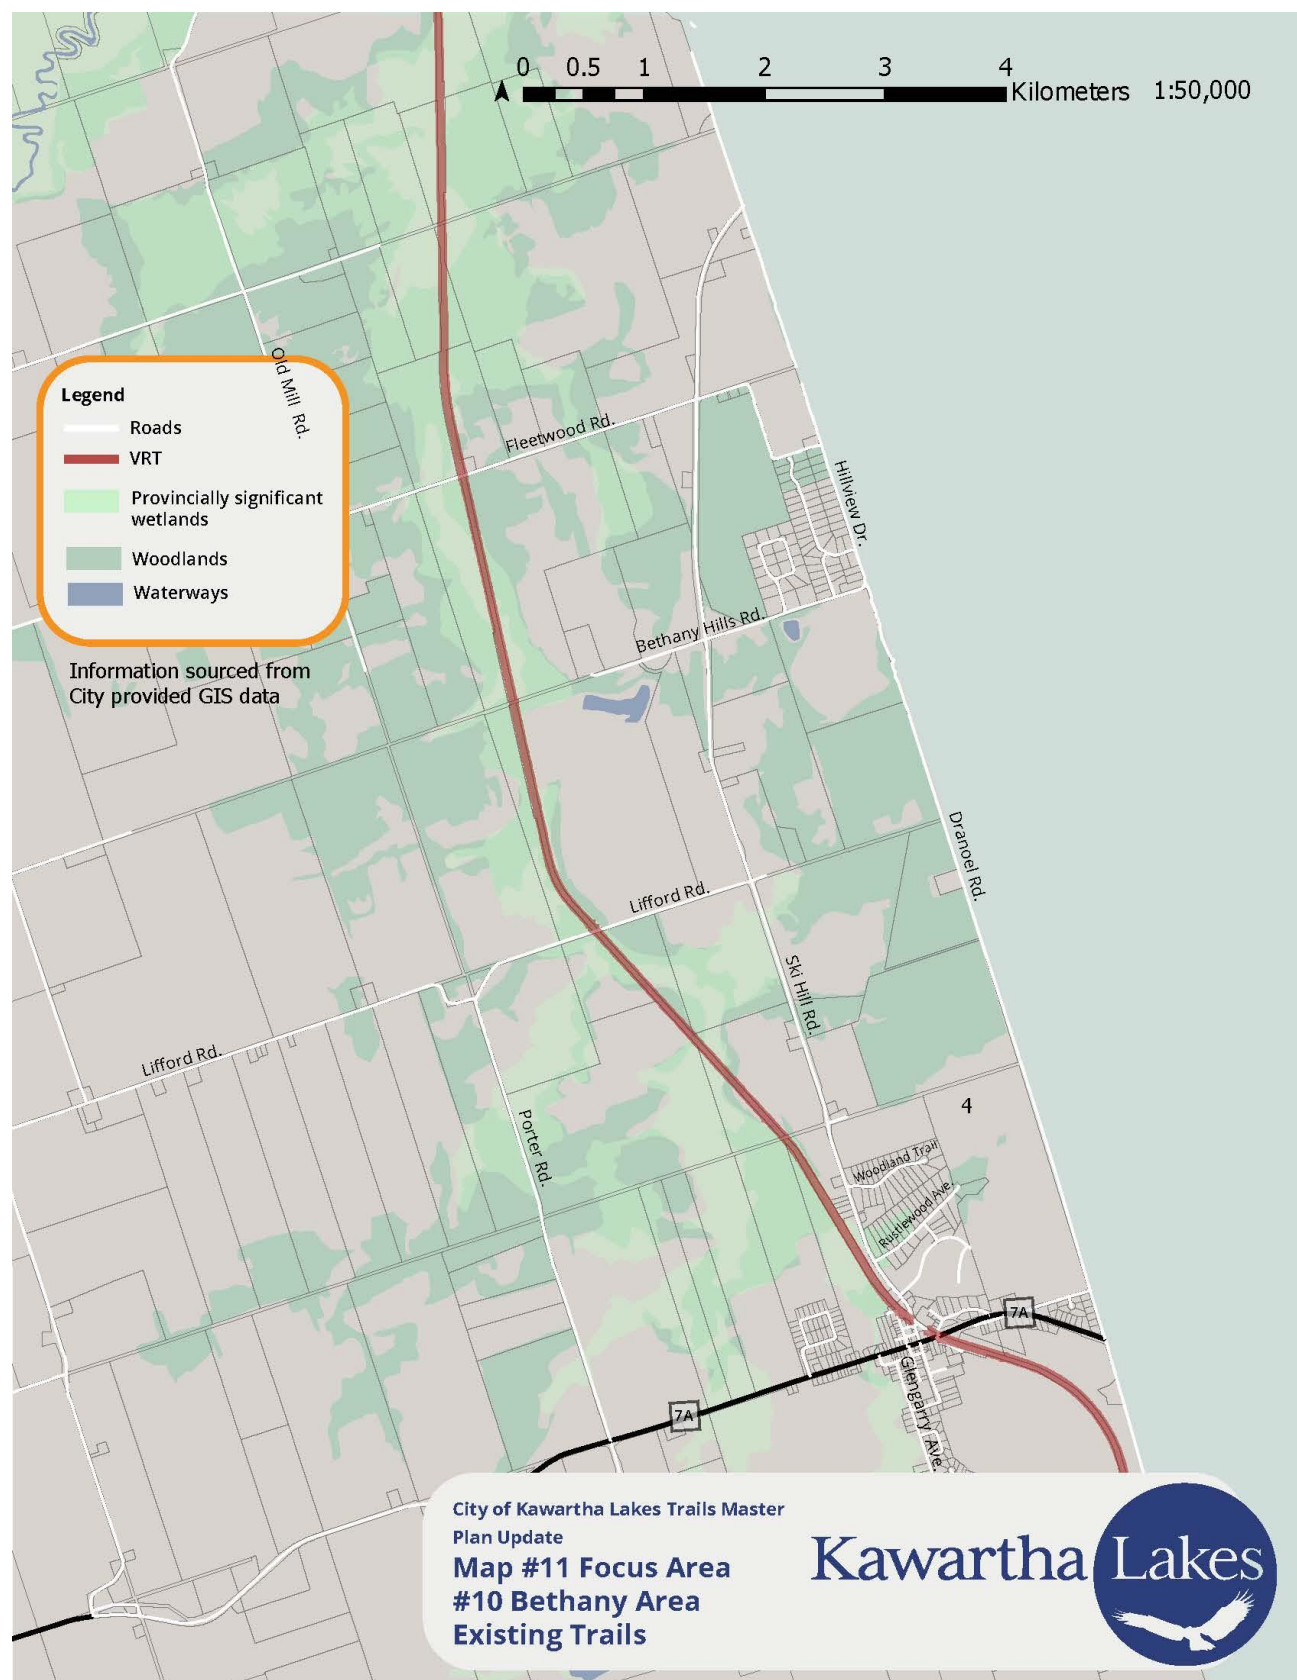 0 0.5 1 2 3 4
Kilometers 1:50,000
Old Mill Rd.
Legend
Roads
VRT
Provincially significant
wetlands
Woodlands
Waterways
Information sourced from
City provided GIS data
Fleetwood Rd.
Hillview Dr.
Bethany Hills Rd.
Dranoel Rd.
Lifford Rd.
Ski Hill Rd.
Lifford Rd.
4
Porter Rd.
Woodland Trail
Rustlewood Ave.
7A
Glengarry Ave.
7A
City of Kawartha Lakes Trails Master
Plan Update
Map #11 Focus Area
#10 Bethany Area
Existing Trails
Kawartha Lakes